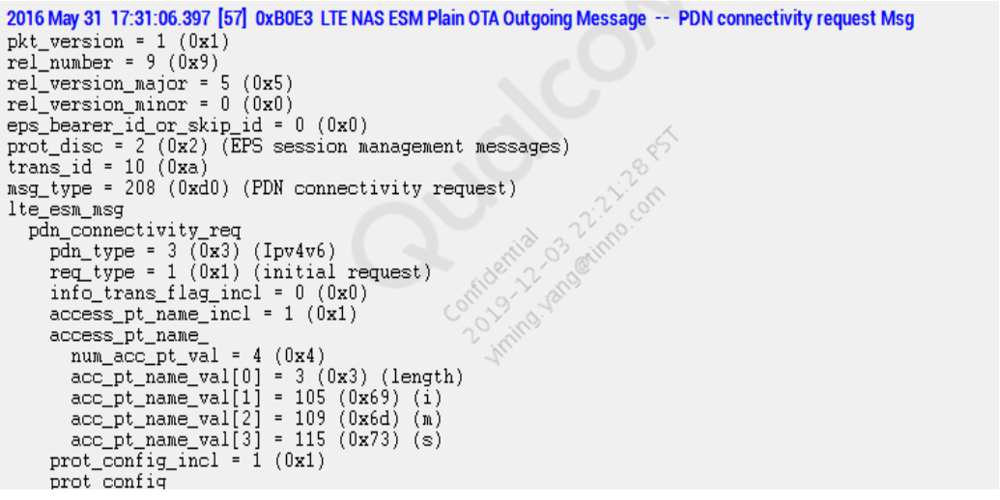 2016 May 31 17:31:06.397 [57] 0xB0E3 LTE NAS ESM Plain OTA Outgoing Message -- PDN connectivity request Msg
pkt_version = 1 (0x1)
rel_number = 9 (0x9)
rel_version_major = 5 (0x5)
rel_version_minor = 0 (0x0)
eps_bearer_id_or_skip_id = 0 (0x0)
prot_disc = 2 (0x2) (EPS session management messages)
trans_id = 10 (0xa)
msg_type = 208 (0xd0) (PDN connectivity request)
lte_esm_msg
pdn_connectivity_req
pdn_type = 3 (0x3) (Ipv4v6)
req_type = 1 (0x1) (initial request)
info_trans_flag_incl = 0 (0x0)
access_pt_name_incl = 1 (0x1)
access_pt_name_
num_acc_pt_val = 4 (0x4)
acc_pt_name_val[0] = 3 (0x3) (length)
acc_pt_name_val[1] = 105 (0x69) (i)
acc_pt_name_val[2] = 109 (0x6d) (m)
acc_pt_name_val[3] = 115 (0x73) (s)
prot_config_incl = 1 (0x1)
prot_config
Qualcom
Confidential
2019-12-03 22:21:28 PST
yiming.yang@tinno.com